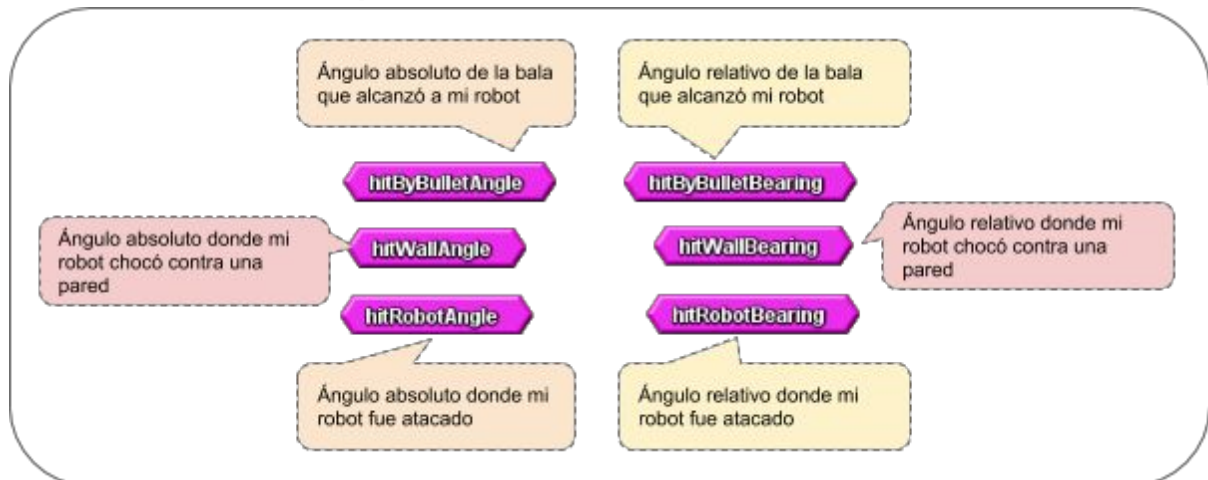 Ángulo absoluto de la bala
que alcanzó a mi robot
Ángulo relativo de la bala
que alcanzó mi robot
hitByBulletAngle
hitByBulletBearing
Ángulo absoluto donde mi
robot chocó contra una
pared
hitWallAngle
hitWallBearing
Ángulo relativo donde mi
robot chocó contra una
pared
hitRobotAngle
hitRobotBearing
Ángulo absoluto donde mi
robot fue atacado
Ángulo relativo donde mi
robot fue atacado